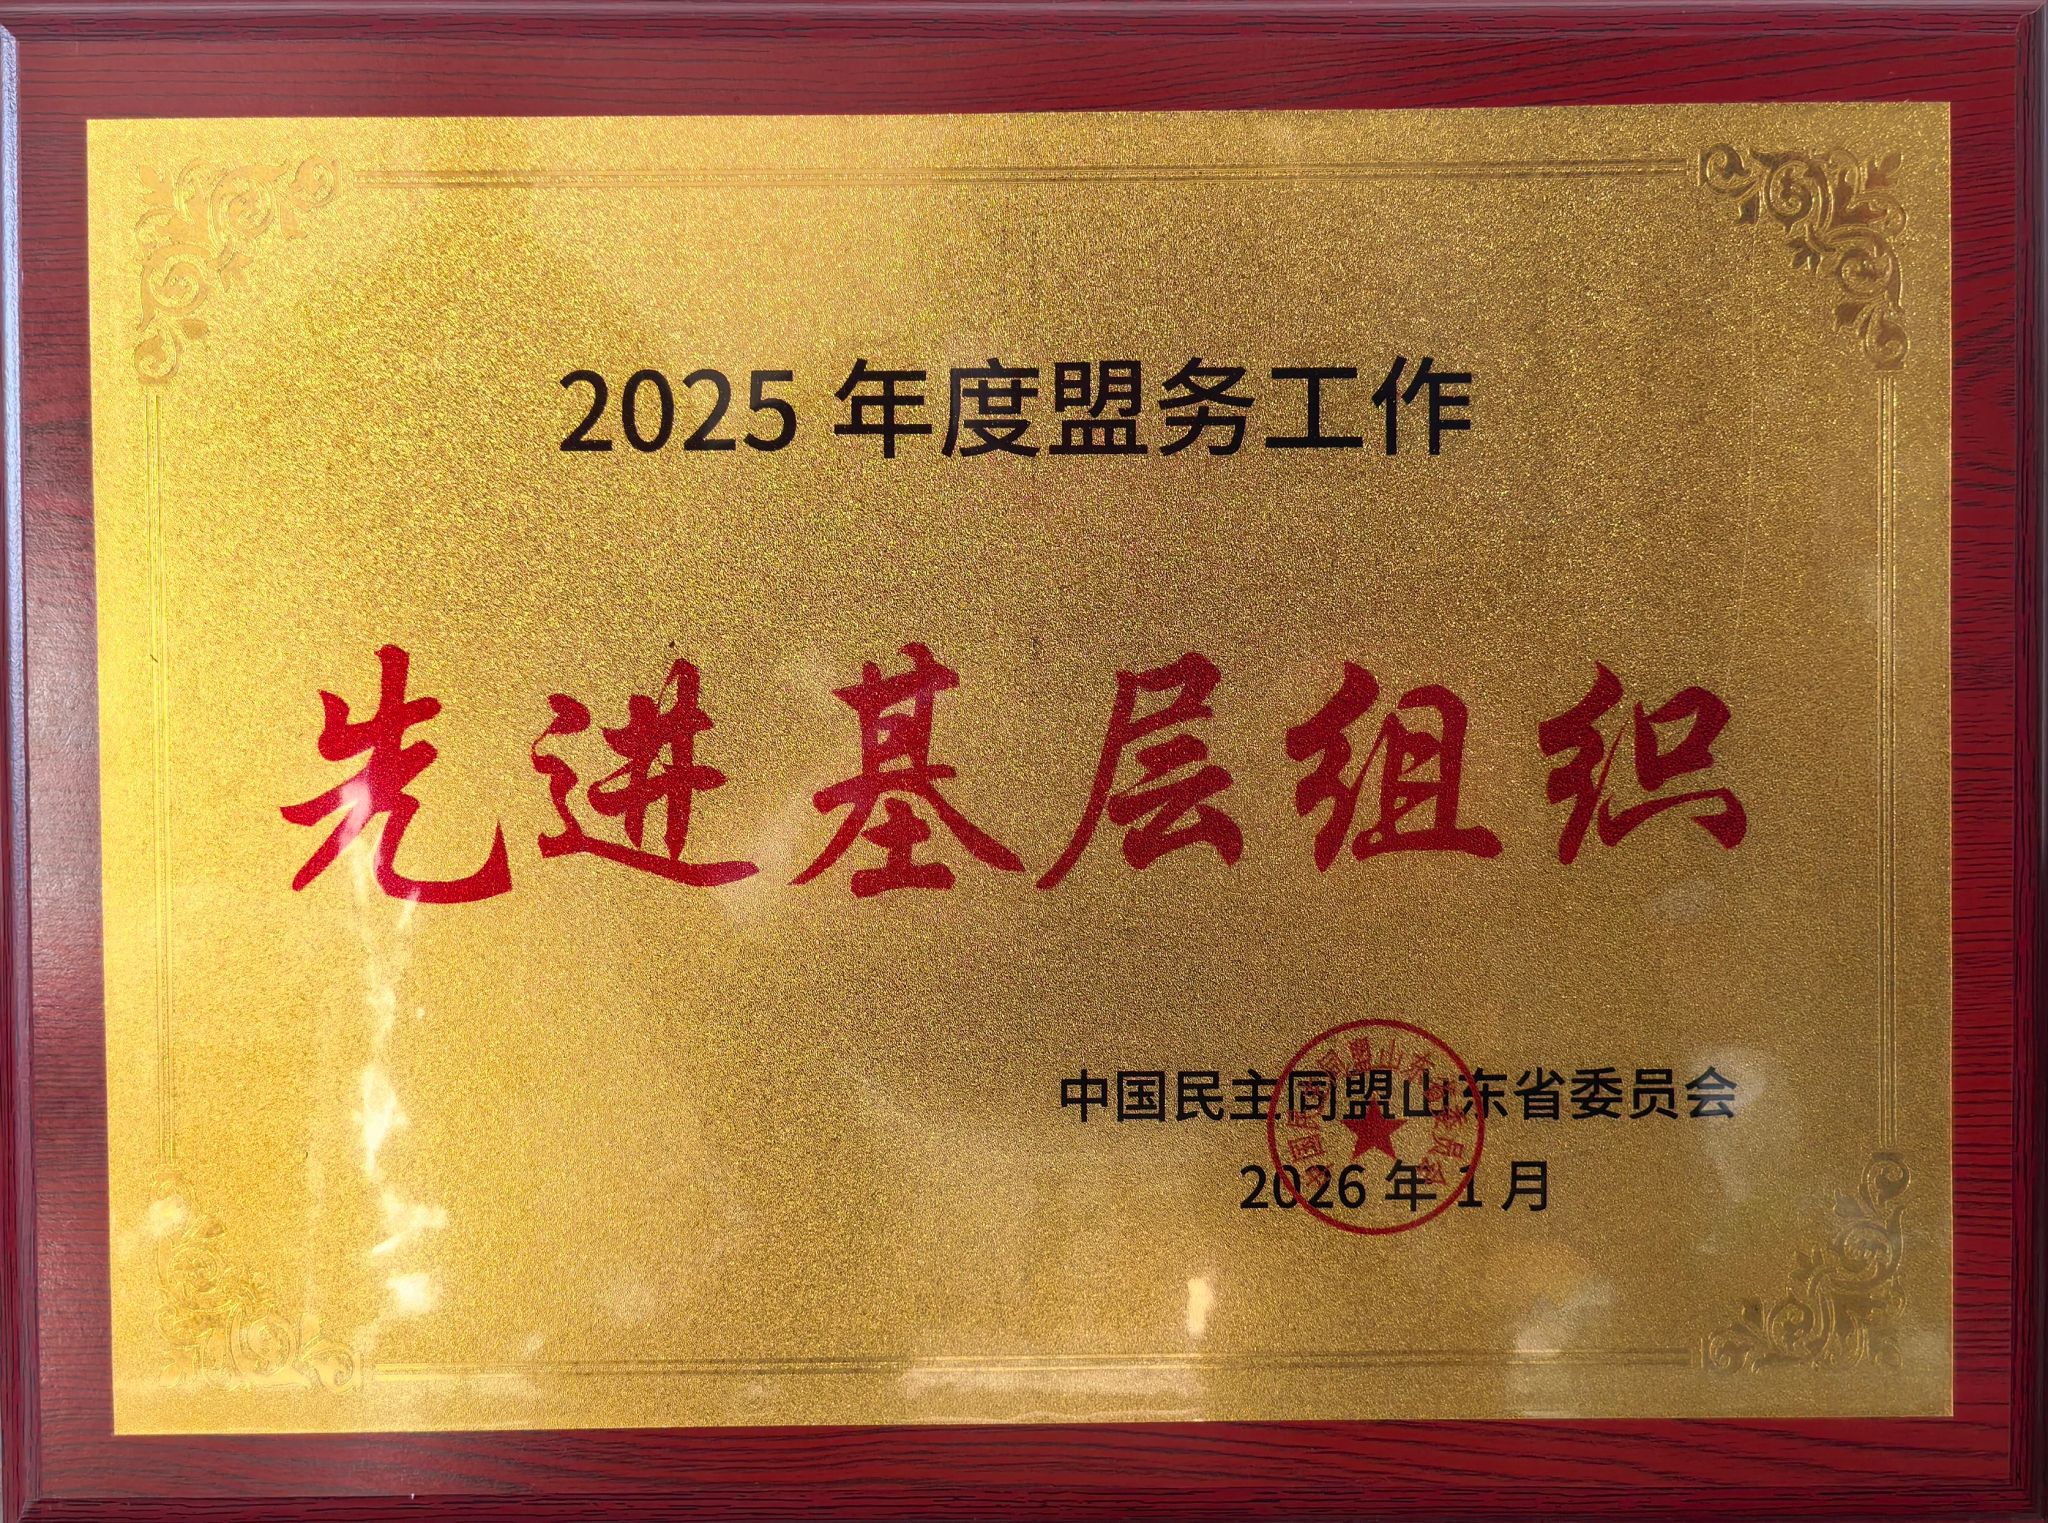 2025 年度盟务工作
先进基层组织
中国民主同盟山东省委员会
2026 年 1 月